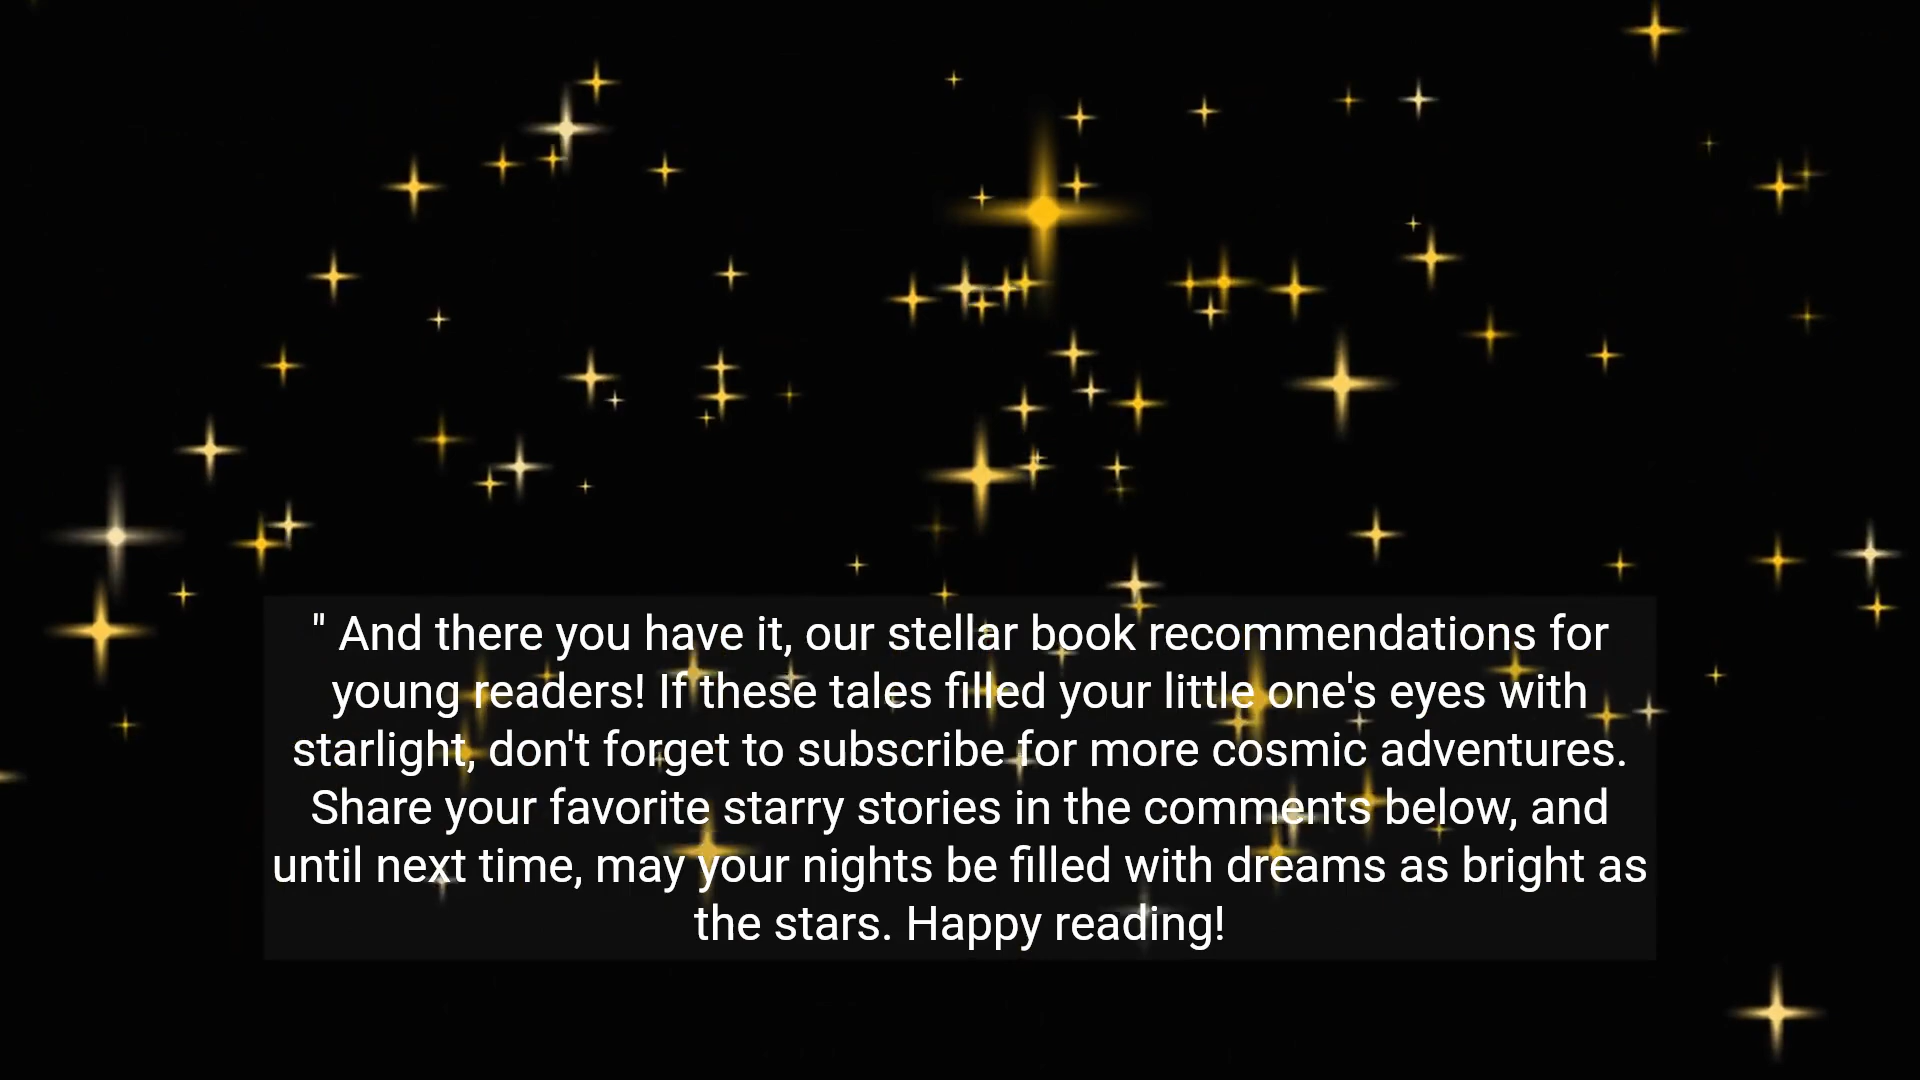 " And there you have it, our stellar book recommendations for
young readers! If these tales filled your little one's eyes with
starlight, don't forget to subscribe for more cosmic adventures.
Share your favorite starry stories in the comments below, and
until next time, may your nights be filled with dreams as bright as
the stars. Happy reading!